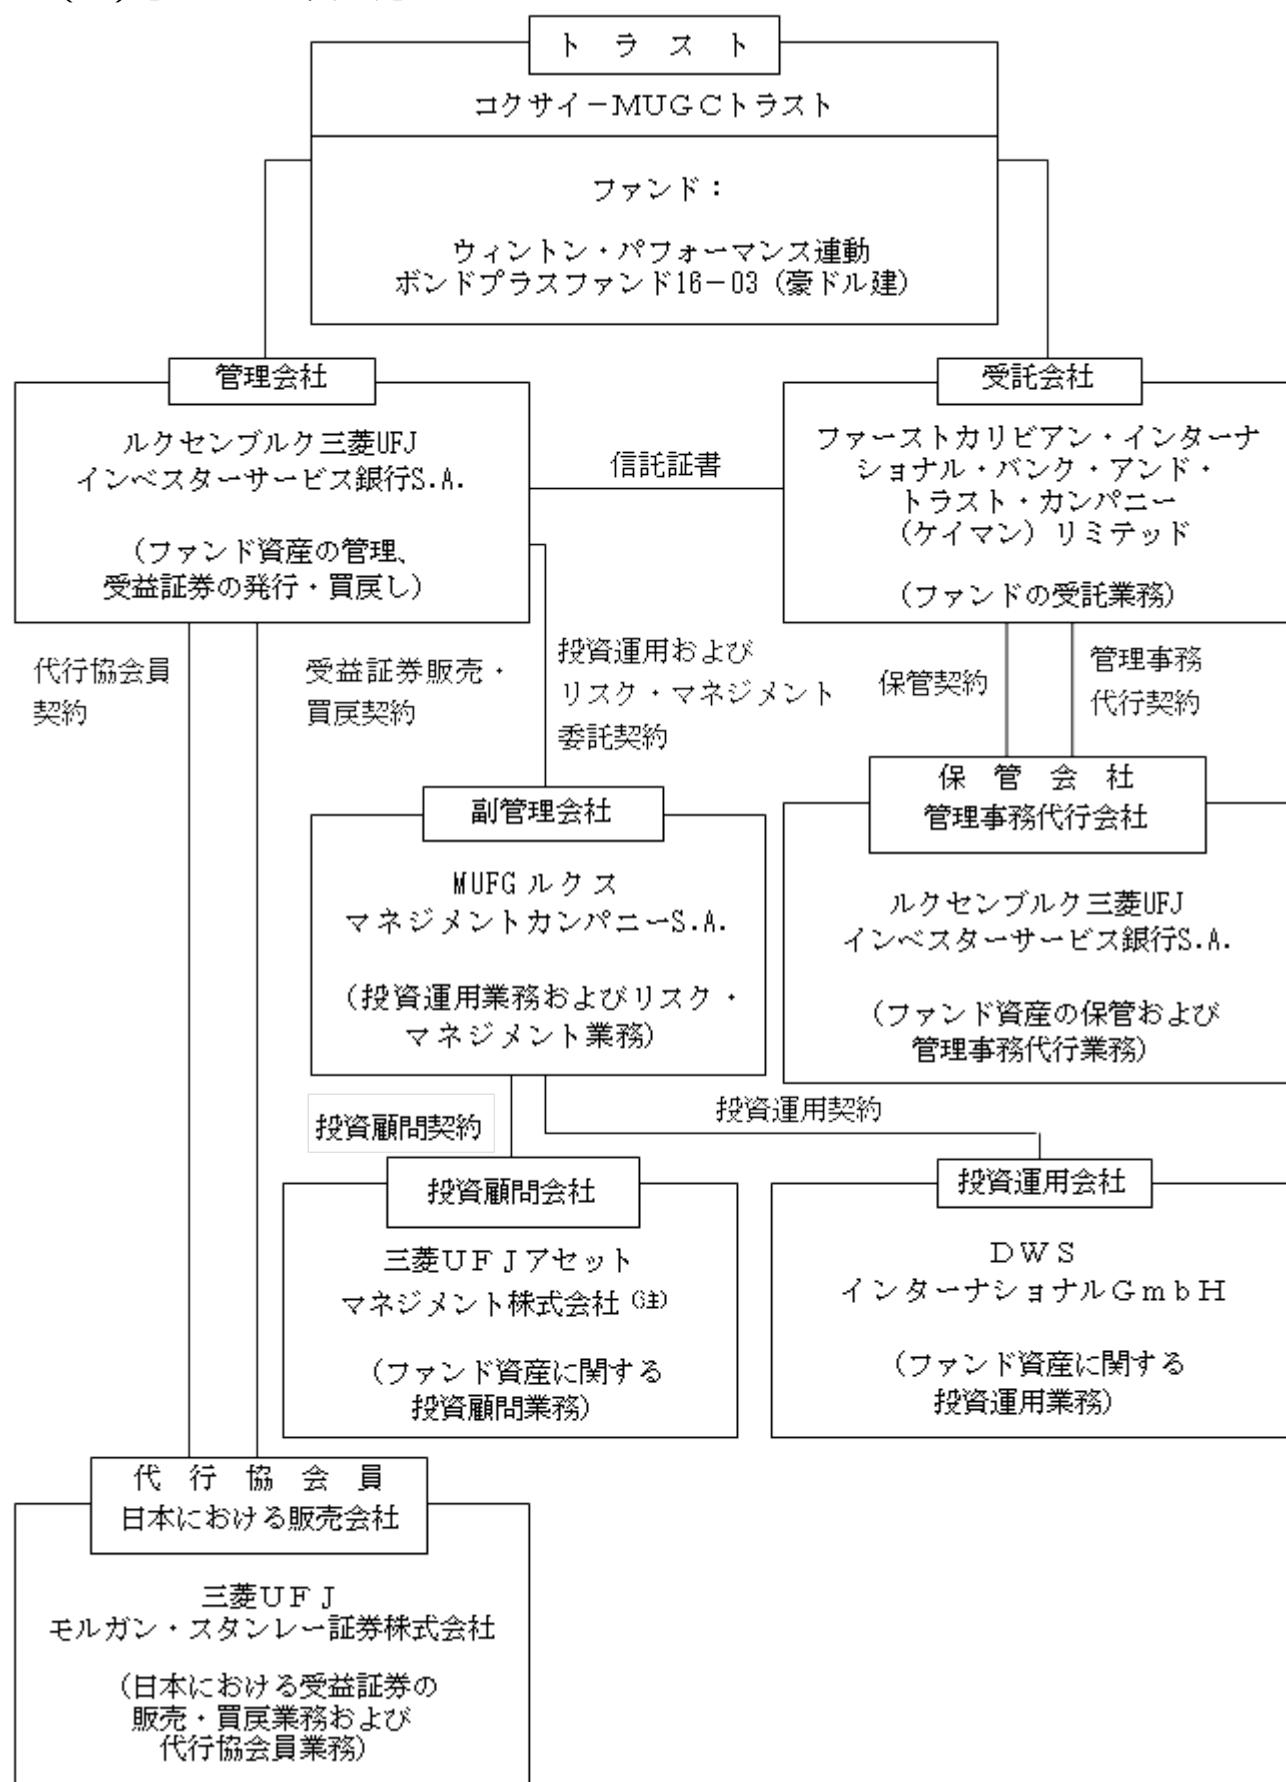 ト ラ ス ト
コクサイ－ＭＵＧＣトラスト
ファンド：
ウィントン・パフォーマンス連動
ボンドプラスファンド16－03（豪ドル建）
管理会社
ルクセンブルク三菱UFJ
インベスターサービス銀行S.A.
（ファンド資産の管理、
受益証券の発行・買戻し）
信託証書
受託会社
ファーストカリビアン・インターナ
ショナル・バンク・アンド・
トラスト・カンパニー
（ケイマン）リミテッド
（ファンドの受託業務）
代行協会員
契約
受益証券販売・
買戻契約
投資運用および
リスク・マネジメント
委託契約
保管契約
管理事務
代行契約
副管理会社
MUFG ルクス
マネジメントカンパニーS.A.
（投資運用業務およびリスク・
マネジメント業務）
保 管 会 社
管理事務代行会社
ルクセンブルク三菱UFJ
インベスターサービス銀行S.A.
（ファンド資産の保管および
管理事務代行業務）
投資顧問契約
投資運用契約
投資顧問会社
三菱ＵＦＪアセット
マネジメント株式会社（注）
（ファンド資産に関する
投資顧問業務）
投資運用会社
ＤＷＳ
インターナショナルＧｍｂＨ
（ファンド資産に関する
投資運用業務）
代 行 協 会 員
日本における販売会社
三菱ＵＦＪ
モルガン・スタンレー証券株式会社
（日本における受益証券の
販売・買戻業務および
代行協会員業務）